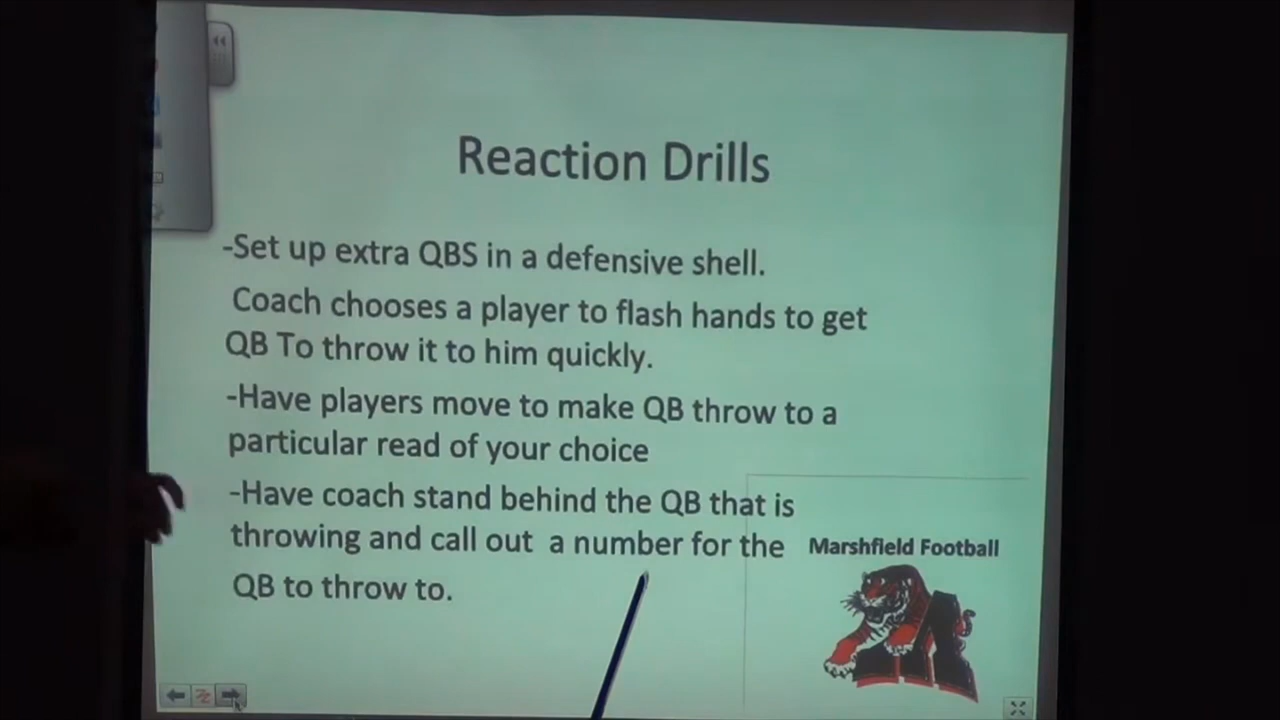 Reaction Drills
-Set up extra QBS in a defensive shell.
Coach chooses a player to flash hands to get
QB To throw it to him quickly.
-Have players move to make QB throw to a
particular read of your choice
-Have coach stand behind the QB that is
throwing and call out a number for the
QB to throw to.
Marshfield Football
M